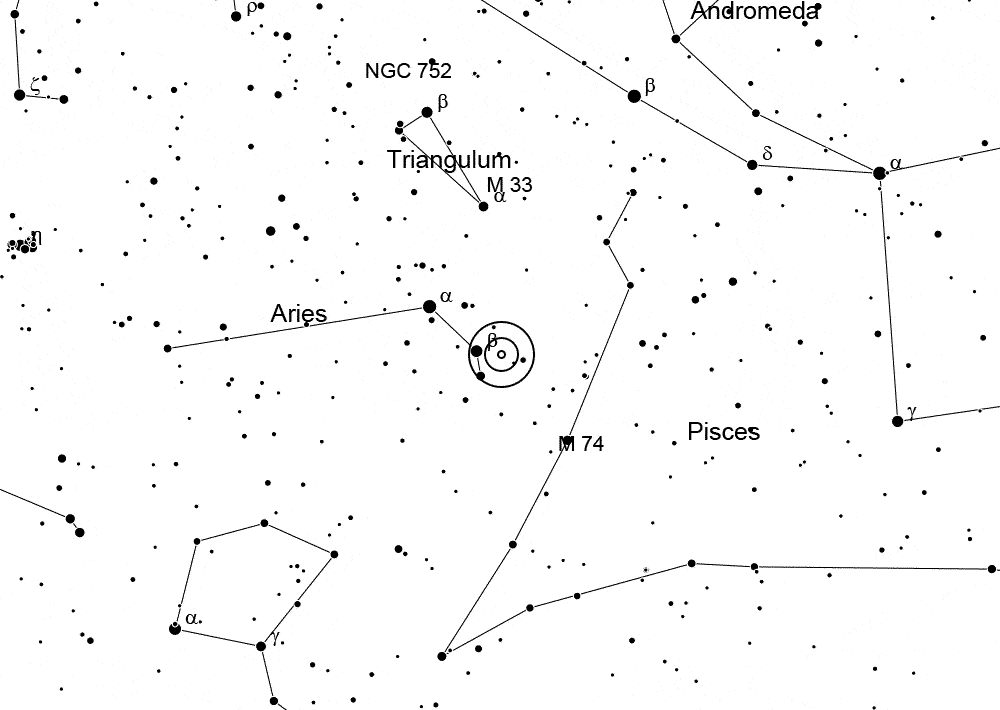 ρ
Andromeda
NGC 752
ζ
β
β
Triangulum
δ
α
M 33
α
η
α
Aries
β
γ
Pisces
M 74
α
γ